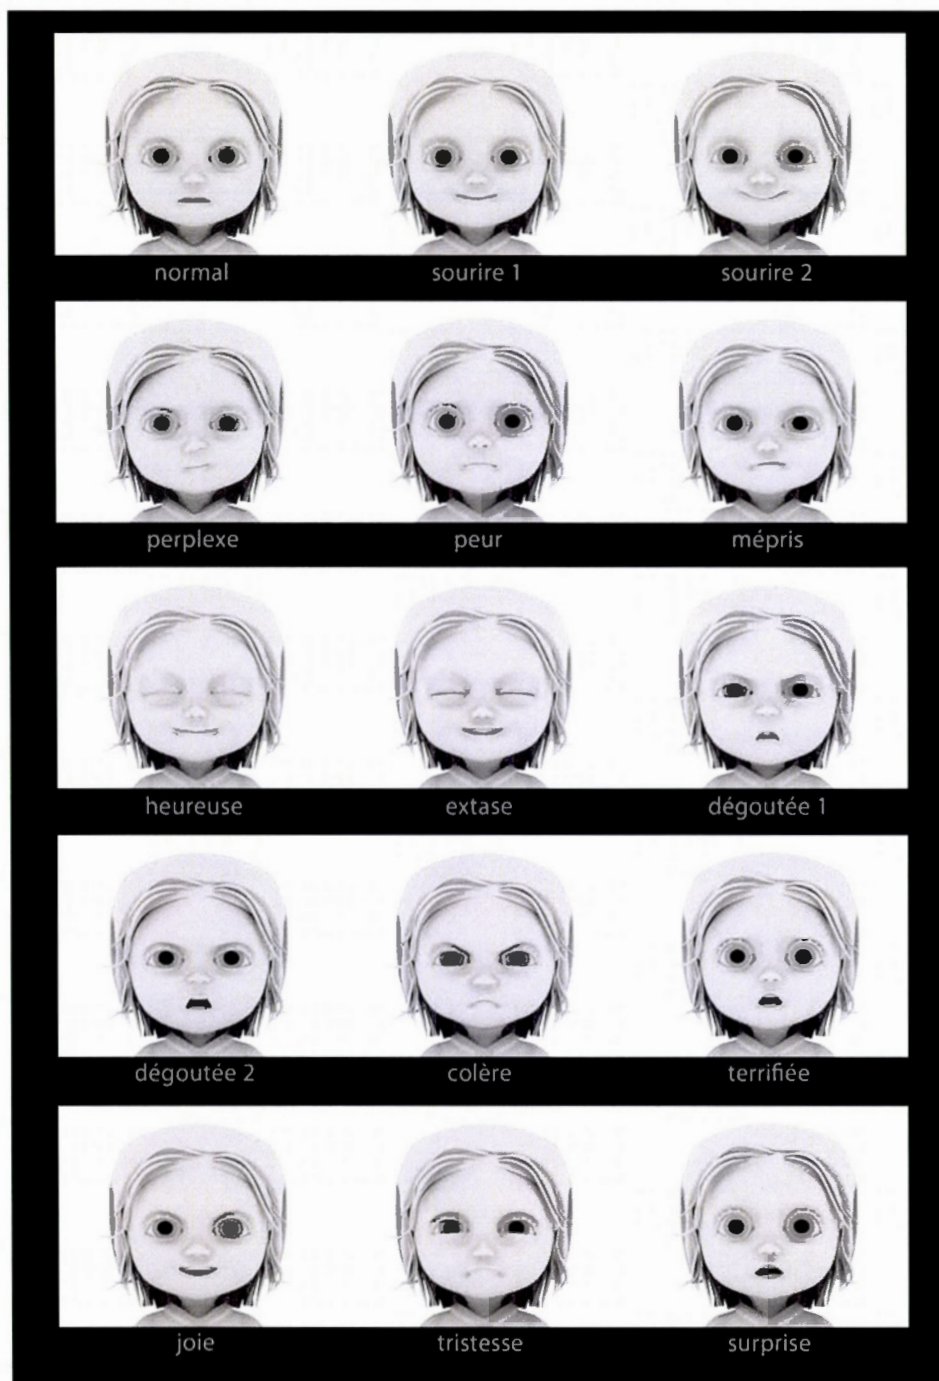 normal sourire 1 sourire 2
perplexe peur mépris
heureuse extase dégoutée 1
dégoutée 2 colère terrifiée
joie tristesse surprise